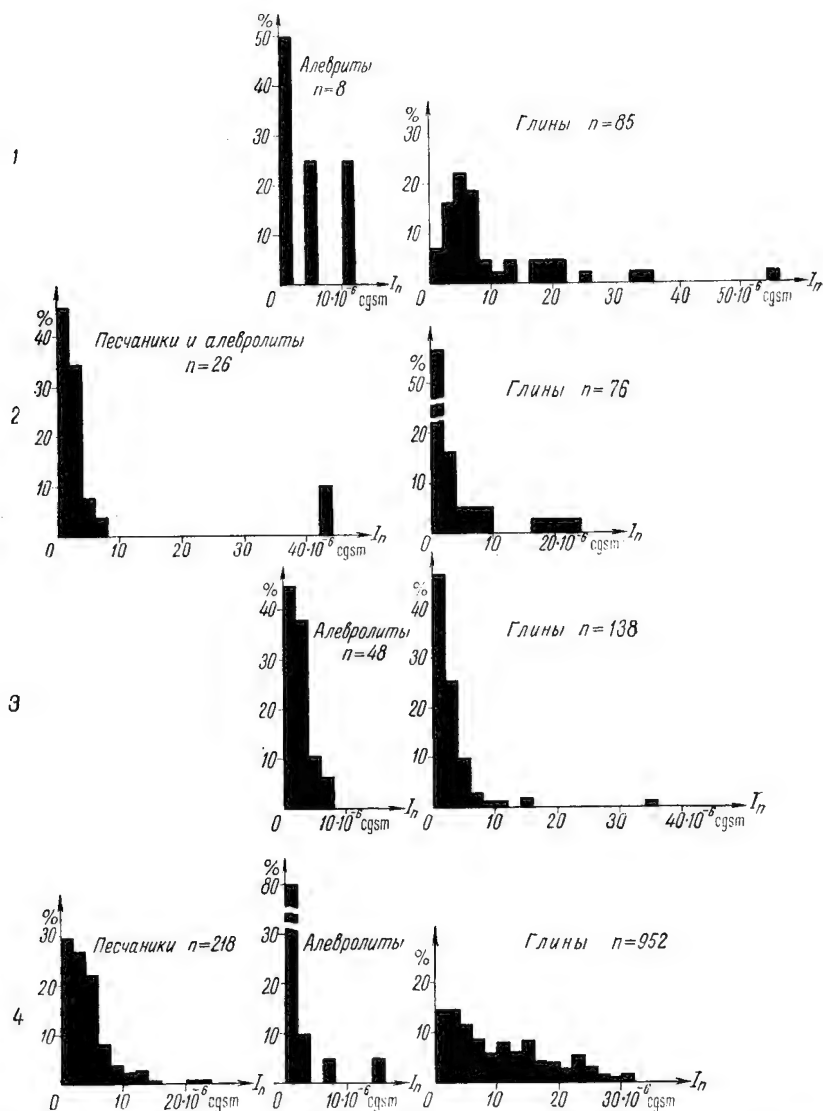 1
%
50
40
30
20
10
Алевриты
n=8
0 10·10⁻⁶ cgsm Iₙ
%
30
20
10
Глины n=85
0 10 20 30 40 50·10⁻⁶ cgsm Iₙ
2
%
40
30
20
10
Песчаники и алевролиты
n=26
0 10 20 30 40·10⁻⁶ cgsm Iₙ
%
50
20
10
Глины n=76
0 10 20·10⁻⁶ cgsm Iₙ
3
%
40
30
20
10
Алевролиты
n=48
0 10·10⁻⁶ cgsm Iₙ
%
40
30
20
10
Глины n=138
0 10 20 30 40·10⁻⁶ cgsm Iₙ
4
%
30
20
10
Песчаники n=218
0 10 20·10⁻⁶ cgsm Iₙ
%
80
30
20
10
Алевролиты
0 10·10⁻⁶ cgsm Iₙ
%
20
10
Глины n=952
0 10 20 30·10⁻⁶ cgsm Iₙ